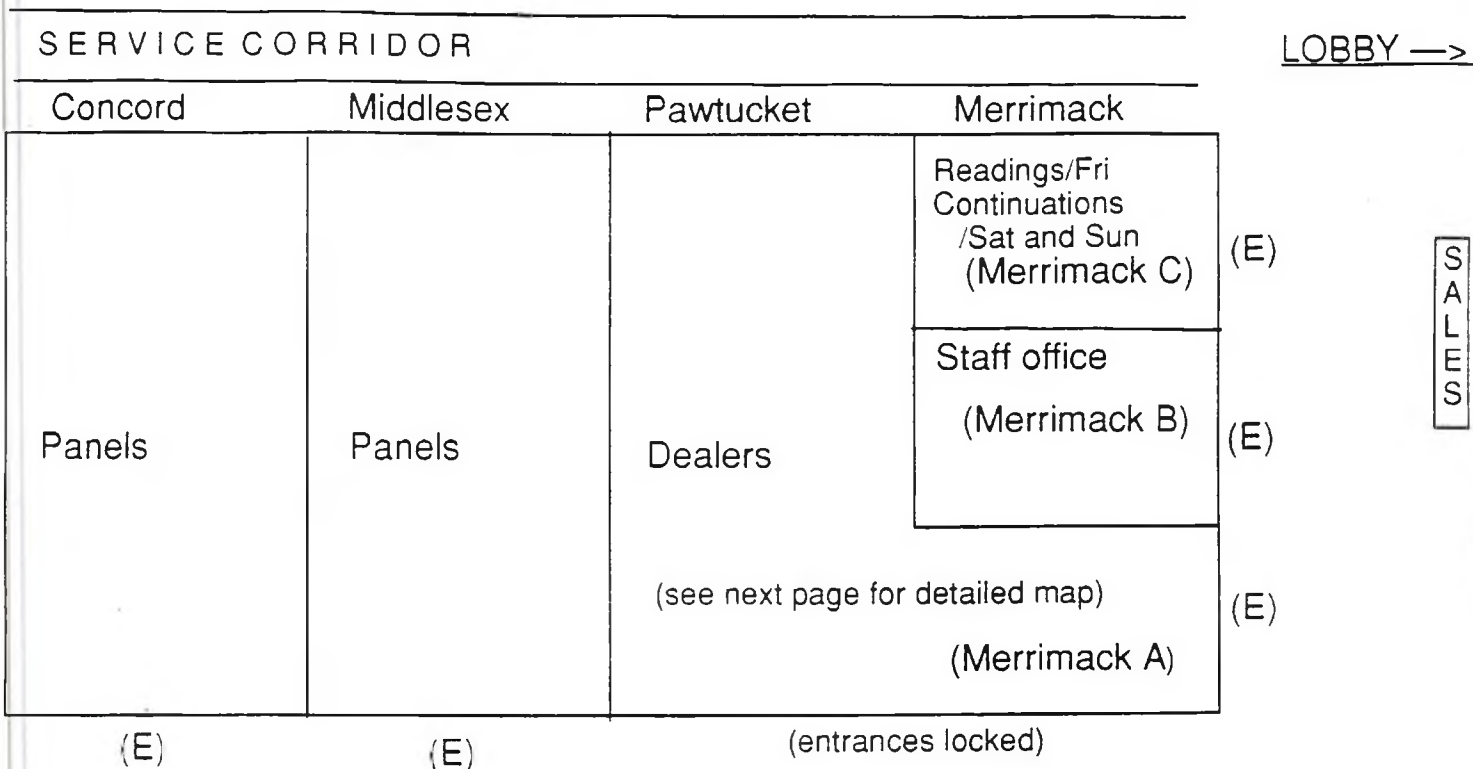 SERVICE CORRIDOR
LOBBY —>
Concord Middlesex Pawtucket Merrimack
Readings/Fri
Continuations
/Sat and Sun
(Merrimack C) (E)
SALES
Staff office
(Merrimack B) (E)
Panels Panels Dealers
(see next page for detailed map) (E)
(Merrimack A)
(E) (E) (entrances locked)